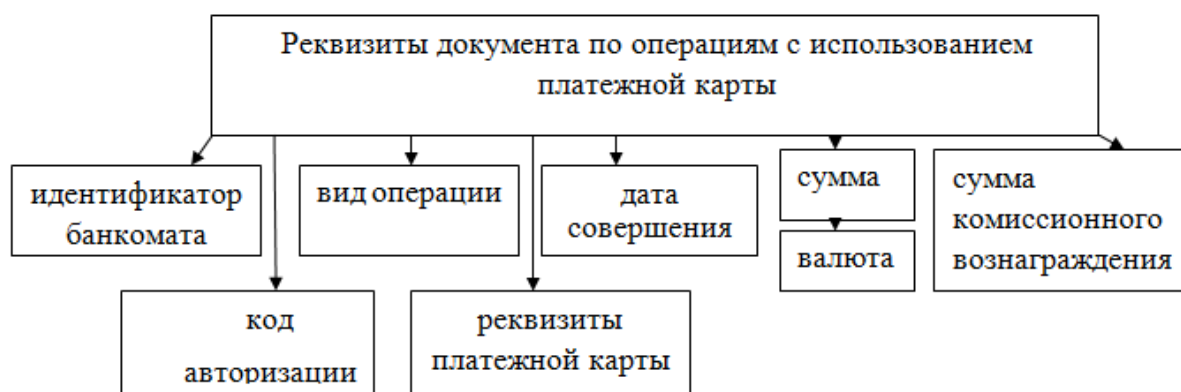 Реквизиты документа по операциям с использованием
платежной карты
идентификатор
банкомата
вид операции
дата
совершения
сумма
валюта
сумма
комиссионного
вознаграждения
код
авторизации
реквизиты
платежной карты